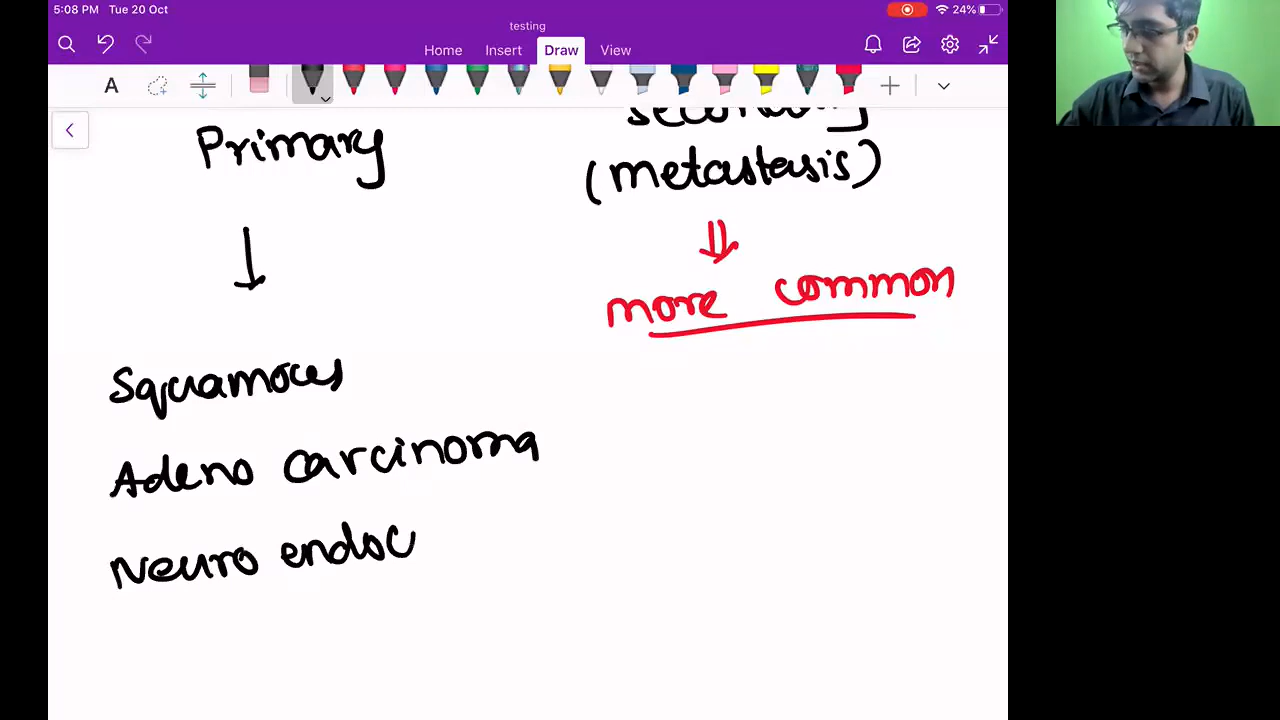 5:08 PM Tue 20 Oct
24%
testing
Home Insert Draw View
A
secondary
Primary
(metastasis)
more common
Squamous
Adeno carcinoma
Neuro endoc